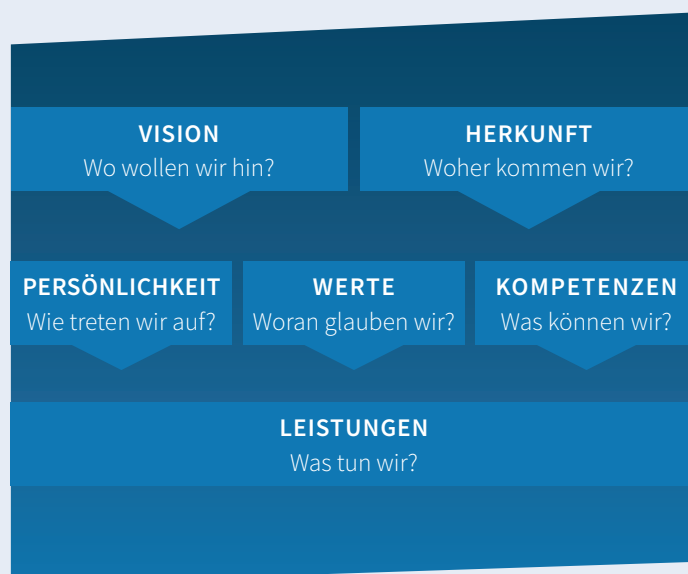 VISION
Wo wollen wir hin?
HERKUNFT
Woher kommen wir?
PERSÖNLICHKEIT
Wie treten wir auf?
WERTE
Woran glauben wir?
KOMPETENZEN
Was können wir?
LEISTUNGEN
Was tun wir?